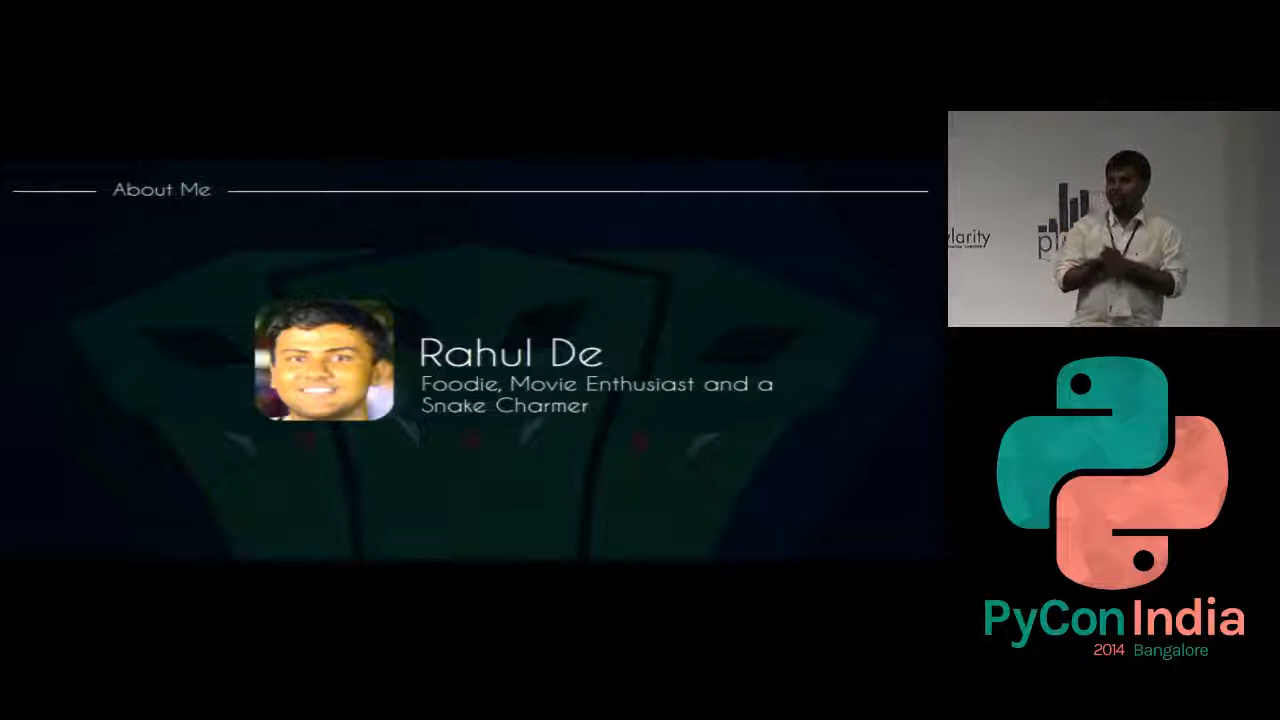 About Me
Rahul De
Foodie, Movie Enthusiast and a
Snake Charmer
PyCon India
2014 Bangalore